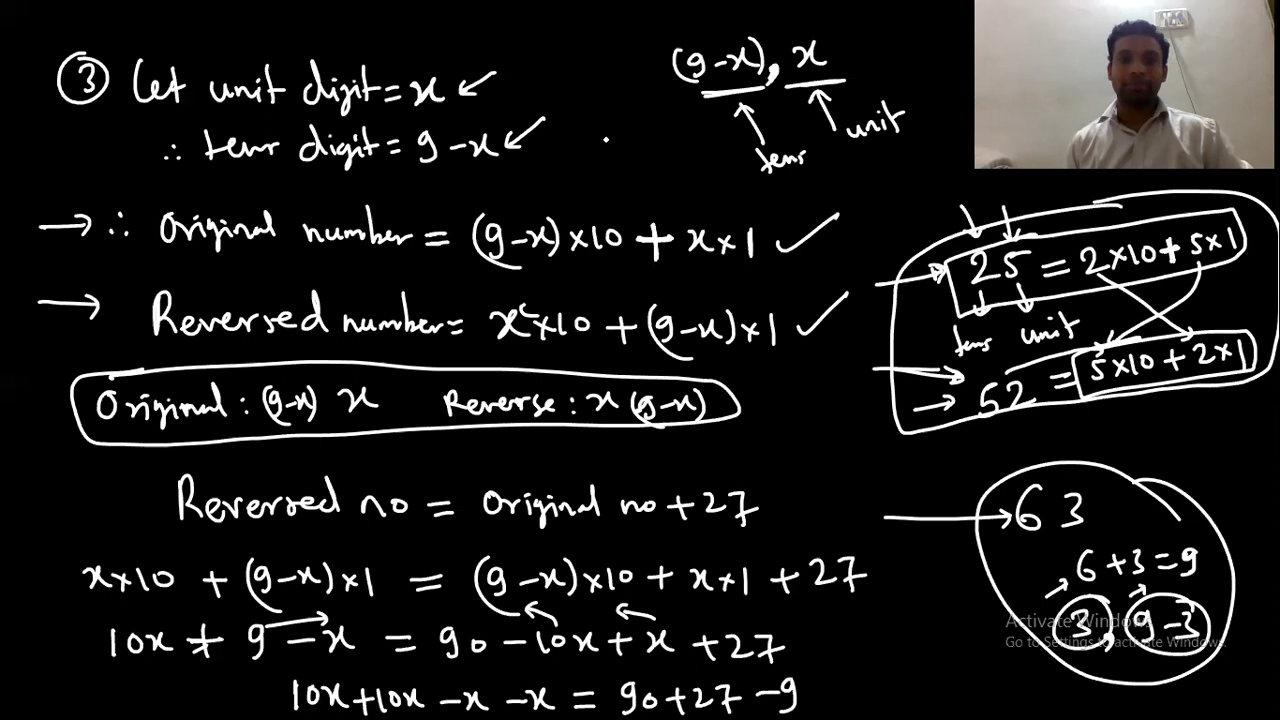 ③ Let unit digit = x
∴ tens digit = 9 - x
(9-x), x
tens unit
→ ∴ Original number = (9-x)×10 + x×1 ✓
→ Reversed number = x×10 + (9-x)×1 ✓
Original : (9-x) x Reverse : x (9-x)
25 = 2×10 + 5×1
tens unit
→ 52 = 5×10 + 2×1
Reversed no = Original no + 27
x×10 + (9-x)×1 = (9-x)×10 + x×1 + 27
10x + 9 - x = 90 - 10x + x + 27
10x + 10x - x - x = 90 + 27 - 9
→ 63
6 + 3 = 9
3, 9 - 3
Activate Windows
Go to Settings to activate Windows.